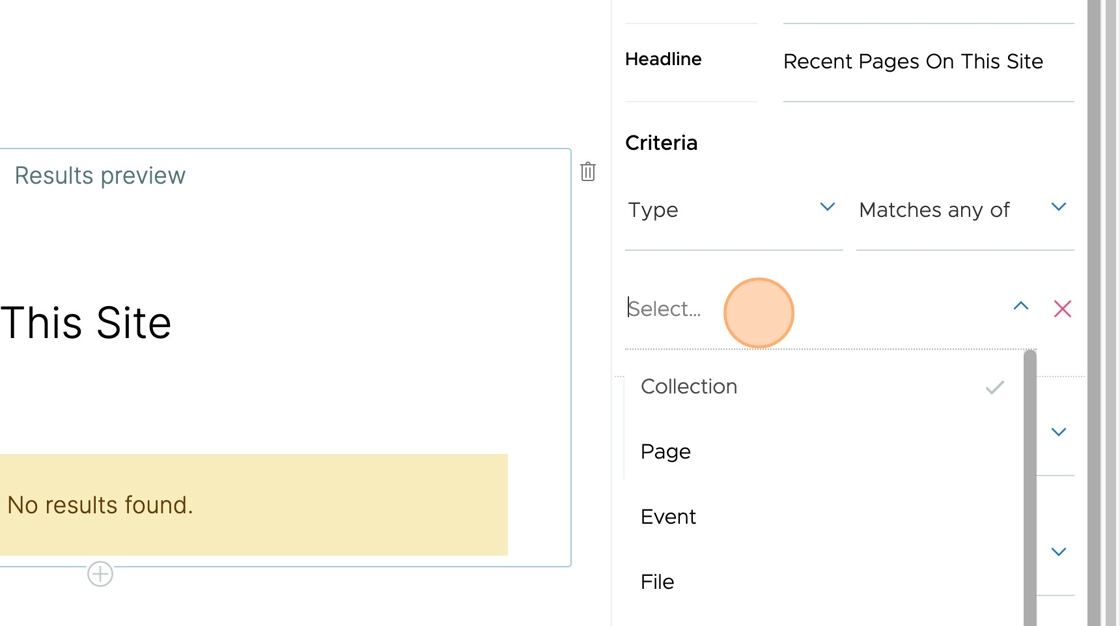 Headline
Recent Pages On This Site
Criteria
Results preview
Type
Matches any of
This Site
Select...
Collection
Page
No results found.
Event
File